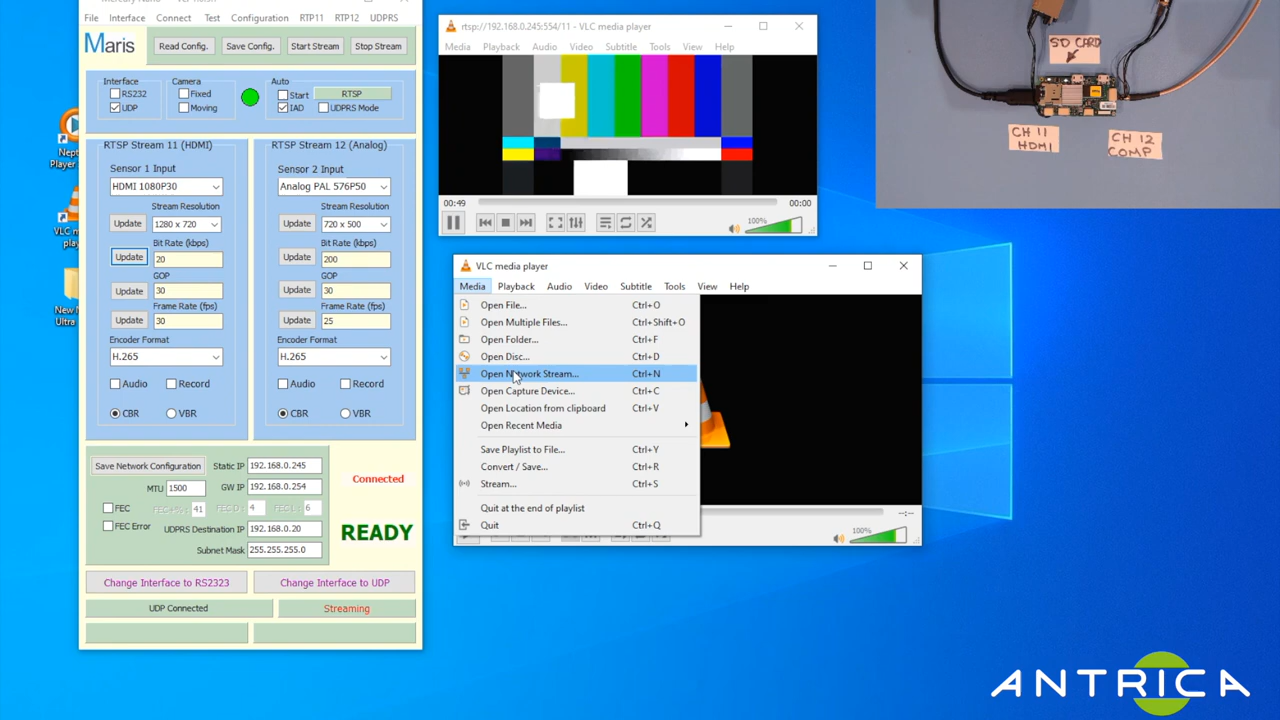 File Interface Connect Test Configuration RTP11 RTP12 UDPRS
Maris
Read Config.
Save Config.
Start Stream
Stop Stream
Interface
RS232
UDP
Camera
Fixed
Moving
Auto
Start
IAD
RTSP
UDPRS Mode
RTSP Stream 11 (HDMI)
Sensor 1 Input
HDMI 1080P30
Stream Resolution
Update
1280 x 720
Bit Rate (kbps)
Update
20
GOP
Update
30
Frame Rate (fps)
Update
30
Encoder Format
H.265
Audio
Record
CBR
VBR
RTSP Stream 12 (Analog)
Sensor 2 Input
Analog PAL 576P50
Stream Resolution
Update
720 x 500
Bit Rate (kbps)
Update
200
GOP
Update
30
Frame Rate (fps)
Update
25
Encoder Format
H.265
Audio
Record
CBR
VBR
Save Network Configuration
Static IP 192.168.0.245
MTU 1500
GW IP 192.168.0.254
FEC
41
4
6
FEC Error
UDPRS Destination IP 192.168.0.20
Subnet Mask 255.255.255.0
Connected
READY
Change Interface to RS2323
Change Interface to UDP
UDP Connected
Streaming
rtsp://192.168.0.245:554/11 - VLC media player
Media Playback Audio Video Subtitle Tools View Help
00:49
00:00
100%
VLC media player
Media Playback Audio Video Subtitle Tools View Help
Open File... Ctrl+O
Open Multiple Files... Ctrl+Shift+O
Open Folder... Ctrl+F
Open Disc... Ctrl+D
Open Network Stream... Ctrl+N
Open Capture Device... Ctrl+C
Open Location from clipboard Ctrl+V
Open Recent Media
Save Playlist to File... Ctrl+Y
Convert / Save... Ctrl+R
Stream... Ctrl+S
Quit at the end of playlist
Quit Ctrl+Q
--:--
100%
SD CARD
CH 11
HDMI
CH 12
COMP
VLC media
ANTRICA